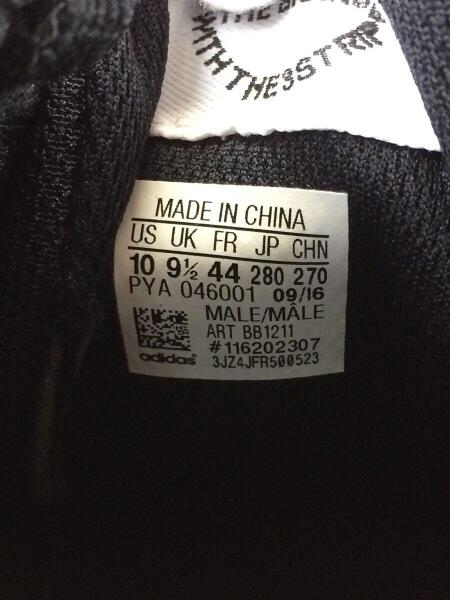 WITH THE 3 STRIP
MADE IN CHINA
US UK FR JP CHN
10 9½ 44 280 270
PYA 046001 09/16
MALE/MÂLE
ART BB1211
#116202307
adidas 3JZ4JFR500523